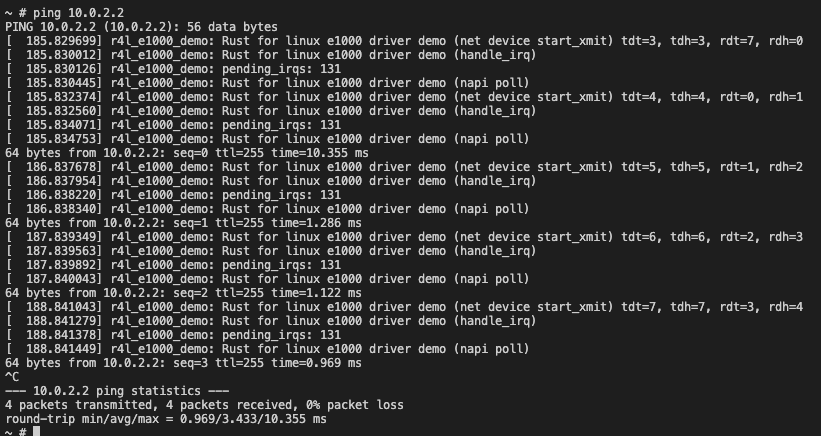 ~ # ping 10.0.2.2
PING 10.0.2.2 (10.0.2.2): 56 data bytes
[  185.829699] r4l_e1000_demo: Rust for linux e1000 driver demo (net device start_xmit) tdt=3, tdh=3, rdt=7, rdh=0
[  185.830012] r4l_e1000_demo: Rust for linux e1000 driver demo (handle_irq)
[  185.830126] r4l_e1000_demo: pending_irqs: 131
[  185.830445] r4l_e1000_demo: Rust for linux e1000 driver demo (napi poll)
[  185.832374] r4l_e1000_demo: Rust for linux e1000 driver demo (net device start_xmit) tdt=4, tdh=4, rdt=0, rdh=1
[  185.832560] r4l_e1000_demo: Rust for linux e1000 driver demo (handle_irq)
[  185.834071] r4l_e1000_demo: pending_irqs: 131
[  185.834753] r4l_e1000_demo: Rust for linux e1000 driver demo (napi poll)
64 bytes from 10.0.2.2: seq=0 ttl=255 time=10.355 ms
[  186.837678] r4l_e1000_demo: Rust for linux e1000 driver demo (net device start_xmit) tdt=5, tdh=5, rdt=1, rdh=2
[  186.837954] r4l_e1000_demo: Rust for linux e1000 driver demo (handle_irq)
[  186.838220] r4l_e1000_demo: pending_irqs: 131
[  186.838340] r4l_e1000_demo: Rust for linux e1000 driver demo (napi poll)
64 bytes from 10.0.2.2: seq=1 ttl=255 time=1.286 ms
[  187.839349] r4l_e1000_demo: Rust for linux e1000 driver demo (net device start_xmit) tdt=6, tdh=6, rdt=2, rdh=3
[  187.839563] r4l_e1000_demo: Rust for linux e1000 driver demo (handle_irq)
[  187.839892] r4l_e1000_demo: pending_irqs: 131
[  187.840043] r4l_e1000_demo: Rust for linux e1000 driver demo (napi poll)
64 bytes from 10.0.2.2: seq=2 ttl=255 time=1.122 ms
[  188.841043] r4l_e1000_demo: Rust for linux e1000 driver demo (net device start_xmit) tdt=7, tdh=7, rdt=3, rdh=4
[  188.841279] r4l_e1000_demo: Rust for linux e1000 driver demo (handle_irq)
[  188.841378] r4l_e1000_demo: pending_irqs: 131
[  188.841449] r4l_e1000_demo: Rust for linux e1000 driver demo (napi poll)
64 bytes from 10.0.2.2: seq=3 ttl=255 time=0.969 ms
^C
--- 10.0.2.2 ping statistics ---
4 packets transmitted, 4 packets received, 0% packet loss
round-trip min/avg/max = 0.969/3.433/10.355 ms
~ #